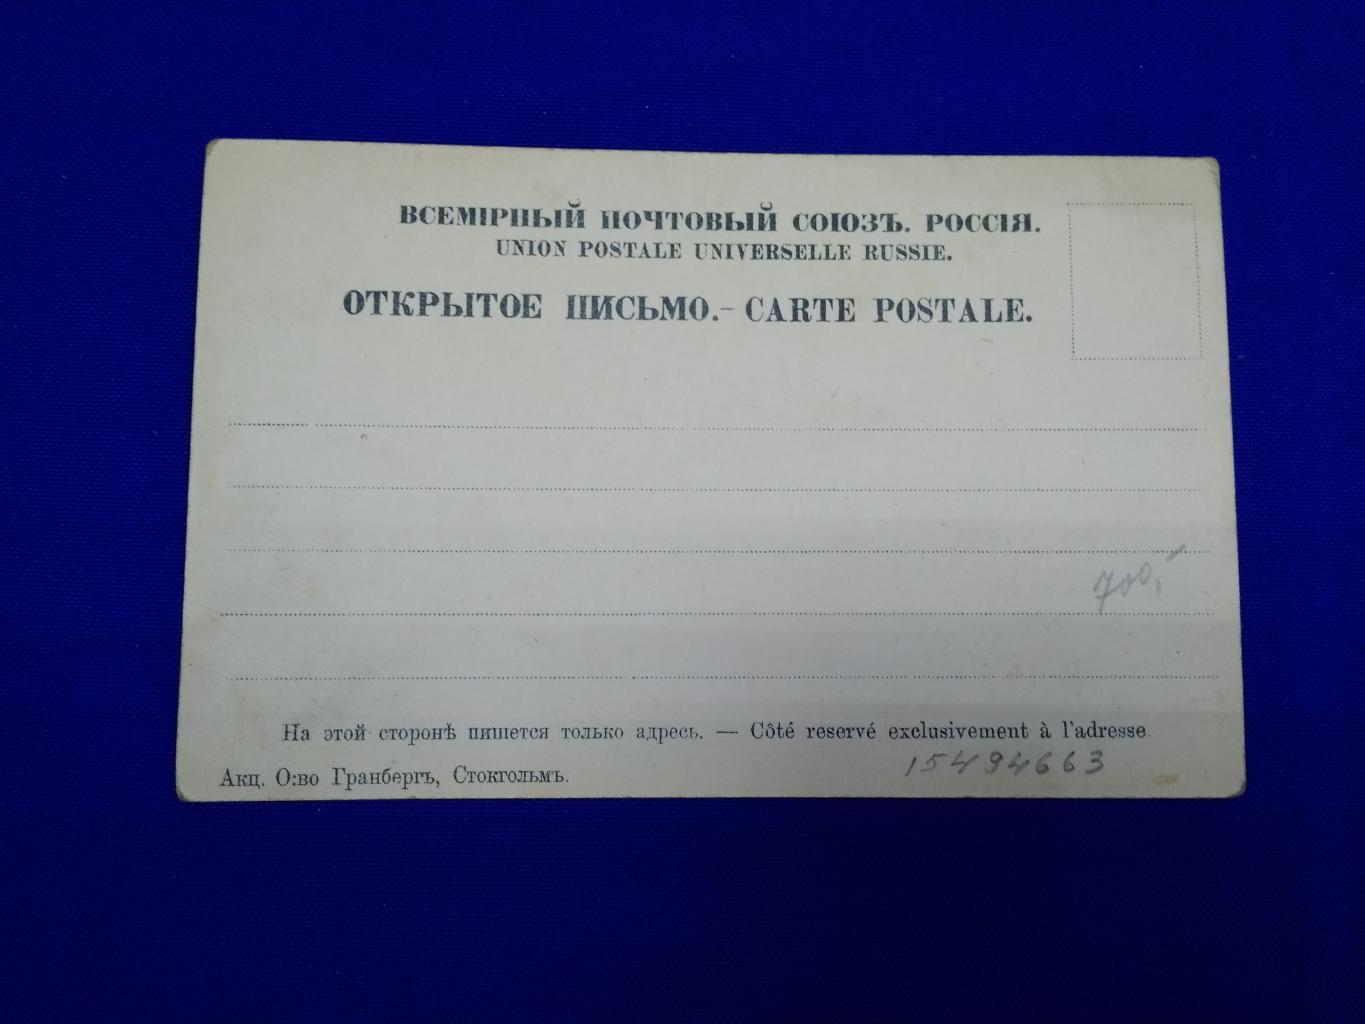 ВСЕМІРНЫЙ ПОЧТОВЫЙ СОЮЗЪ. РОССІЯ.
UNION POSTALE UNIVERSELLE RUSSIE.
ОТКРЫТОЕ ПИСЬМО.- CARTE POSTALE.
700,-
На этой сторонѣ пишется только адресь. — Côté reservé exclusivement à l'adresse.
15494663
Акц. О:во Гранбергъ, Стокгольмъ.